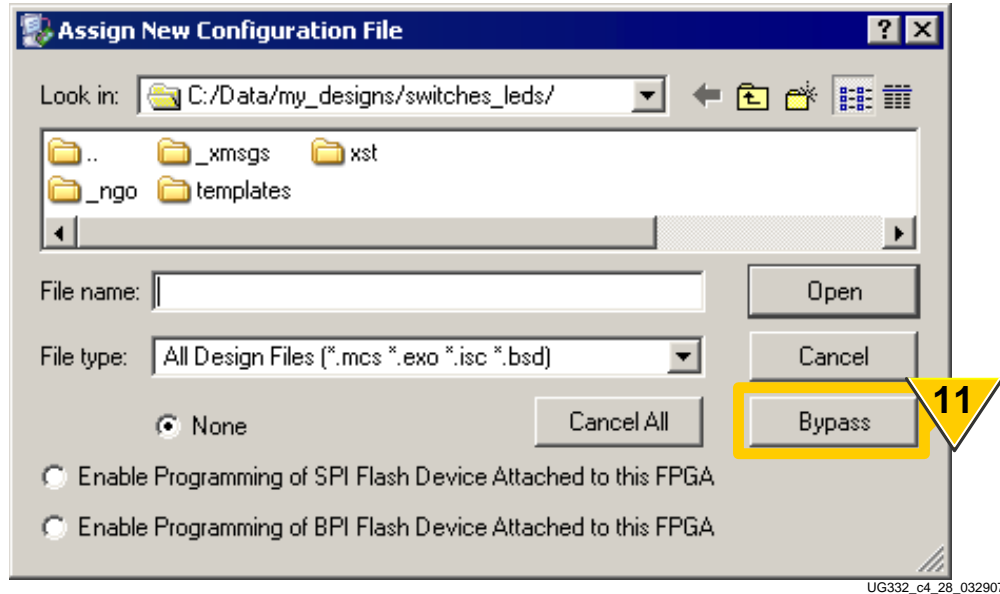 Assign New Configuration File
Look in: C:/Data/my_designs/switches_leds/
.. _xmsgs xst
_ngo templates
File name: Open
File type: All Design Files (*.mcs *.exo *.isc *.bsd) Cancel
11
None Cancel All Bypass
Enable Programming of SPI Flash Device Attached to this FPGA
Enable Programming of BPI Flash Device Attached to this FPGA
UG332_c4_28_032907